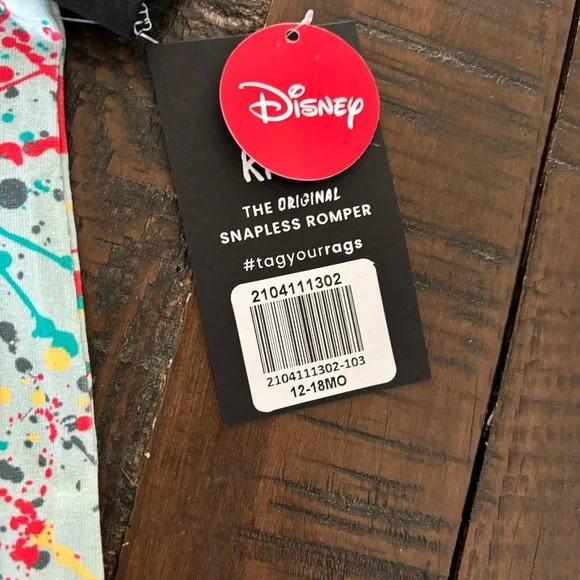 Disney
THE ORIGINAL
SNAPLESS ROMPER
#tagyourrags
2104111302
2104111302-103
12-18MO